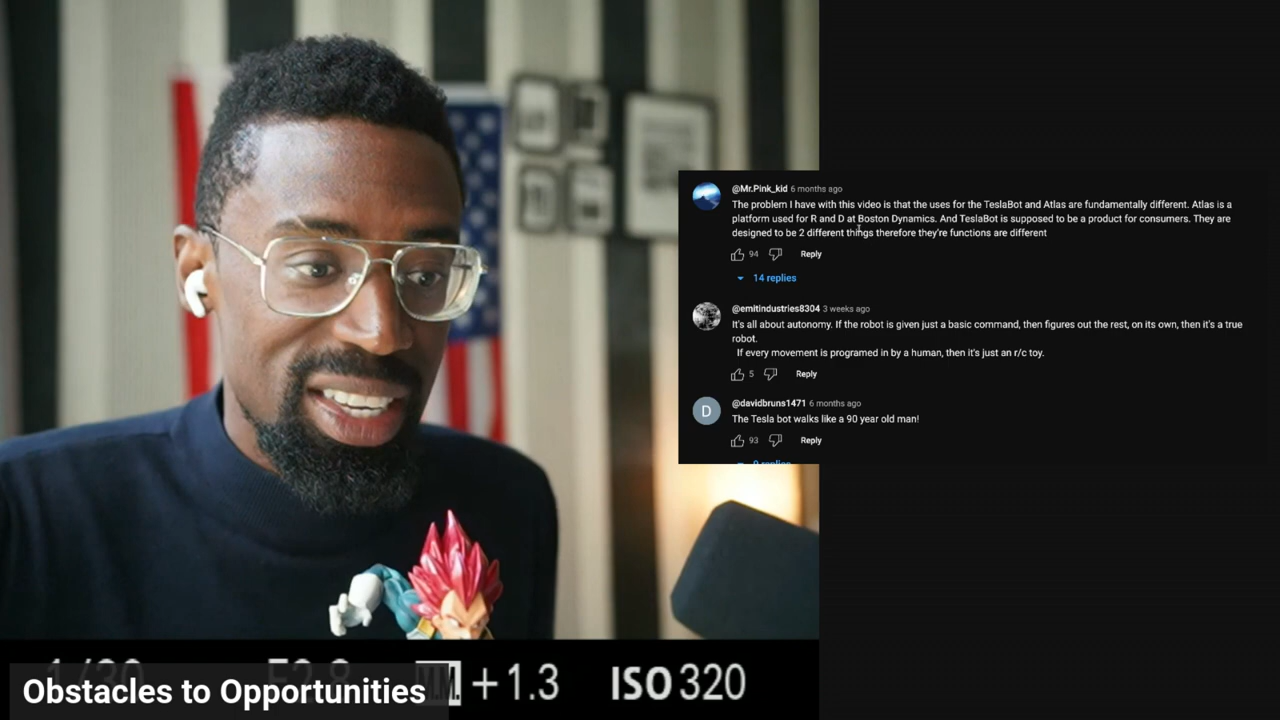 @Mr.Pink_kid 6 months ago
The problem I have with this video is that the uses for the TeslaBot and Atlas are fundamentally different. Atlas is a
platform used for R and D at Boston Dynamics. And TeslaBot is supposed to be a product for consumers. They are
designed to be 2 different things therefore they're functions are different
94 Reply
14 replies
@emitindustries8304 3 weeks ago
It's all about autonomy. If the robot is given just a basic command, then figures out the rest, on its own, then it's a true
robot.
If every movement is programed in by a human, then it's just an r/c toy.
5 Reply
D
@davidbruns1471 6 months ago
The Tesla bot walks like a 90 year old man!
93 Reply
replies
1/30 F2.8 +1.3 ISO 320
Obstacles to Opportunities